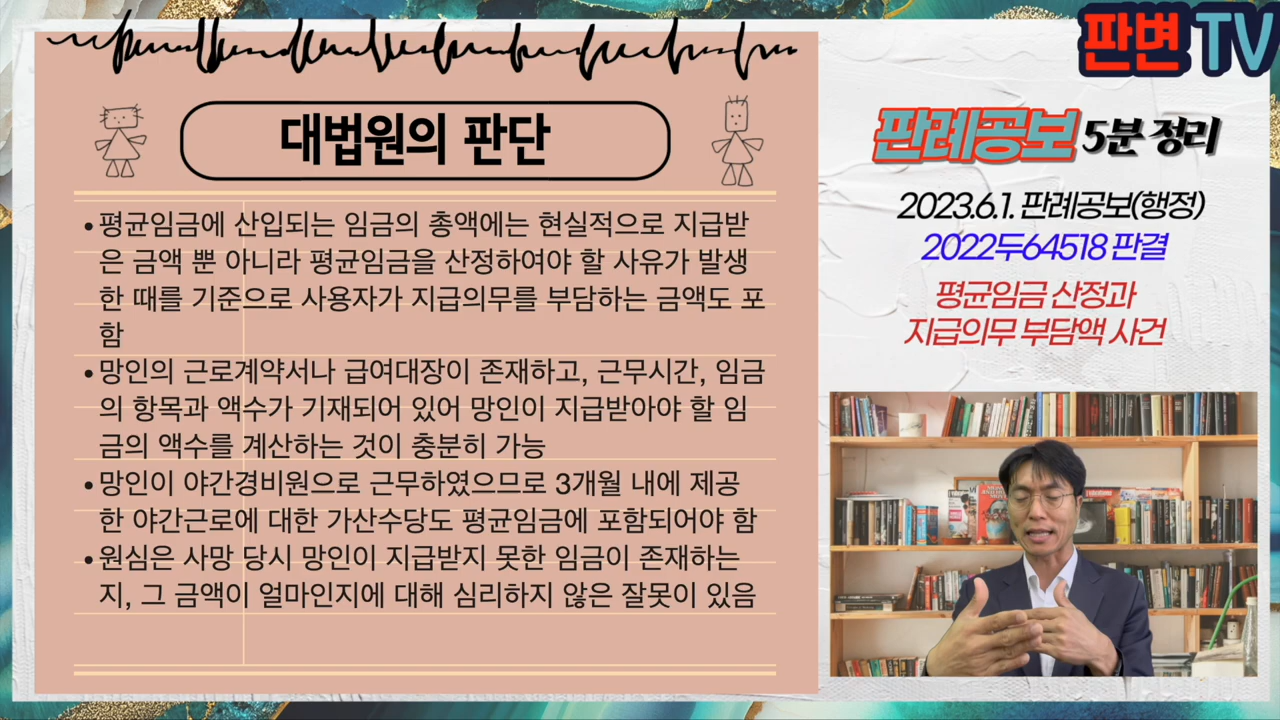 판변 TV
대법원의 판단
• 평균임금에 산입되는 임금의 총액에는 현실적으로 지급받
은 금액 뿐 아니라 평균임금을 산정하여야 할 사유가 발생
한 때를 기준으로 사용자가 지급의무를 부담하는 금액도 포
함
• 망인의 근로계약서나 급여대장이 존재하고, 근무시간, 임금
의 항목과 액수가 기재되어 있어 망인이 지급받아야 할 임
금의 액수를 계산하는 것이 충분히 가능
• 망인이 야간경비원으로 근무하였으므로 3개월 내에 제공
한 야간근로에 대한 가산수당도 평균임금에 포함되어야 함
• 원심은 사망 당시 망인이 지급받지 못한 임금이 존재하는
지, 그 금액이 얼마인지에 대해 심리하지 않은 잘못이 있음
판례공보 5분 정리
2023.6.1. 판례공보(행정)
2022두64518 판결
평균임금 산정과
지급의무 부담액 사건